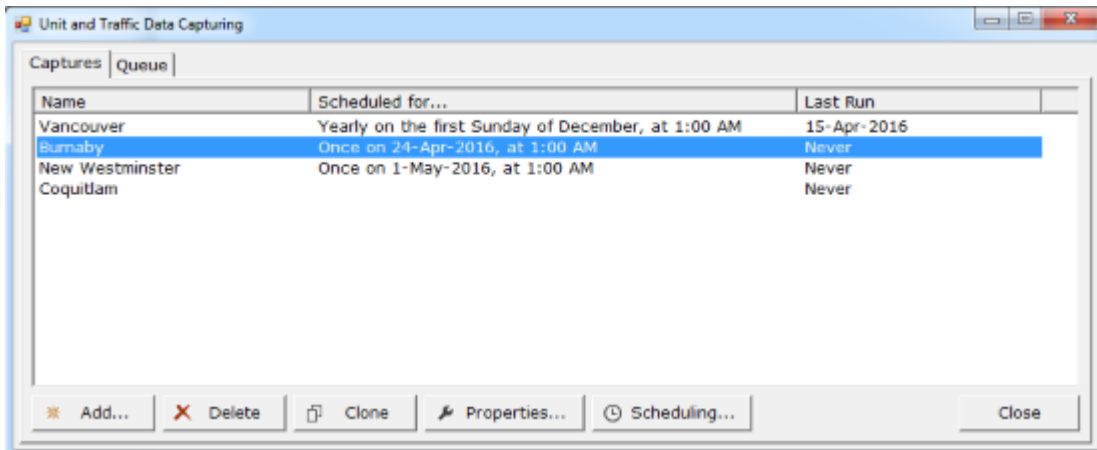 Unit and Traffic Data Capturing
Captures Queue
Name Scheduled for... Last Run
Vancouver Yearly on the first Sunday of December, at 1:00 AM 15-Apr-2016
Burnaby Once on 24-Apr-2016, at 1:00 AM Never
New Westminster Once on 1-May-2016, at 1:00 AM Never
Coquitlam Never
Add... Delete Clone Properties... Scheduling... Close